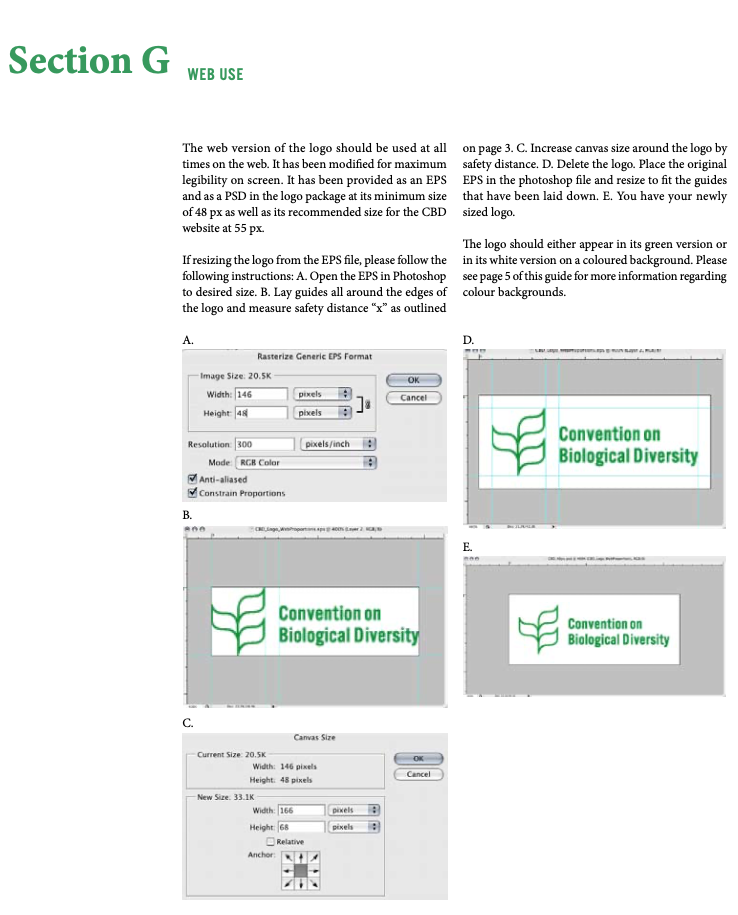 Section G WEB USE
The web version of the logo should be used at all
times on the web. It has been modified for maximum
legibility on screen. It has been provided as an EPS
and as a PSD in the logo package at its minimum size
of 48 px as well as its recommended size for the CBD
website at 55 px.
If resizing the logo from the EPS file, please follow the
following instructions: A. Open the EPS in Photoshop
to desired size. B. Lay guides all around the edges of
the logo and measure safety distance “x” as outlined
on page 3. C. Increase canvas size around the logo by
safety distance. D. Delete the logo. Place the original
EPS in the photoshop file and resize to fit the guides
that have been laid down. E. You have your newly
sized logo.
The logo should either appear in its green version or
in its white version on a coloured background. Please
see page 5 of this guide for more information regarding
colour backgrounds.
A.
Rasterize Generic EPS Format
Image Size: 20.5K
Width: 146 pixels
Height: 48 pixels
Resolution: 300 pixels/inch
Mode: RGB Color
Anti-aliased
Constrain Proportions
OK
Cancel
B.
Convention on
Biological Diversity
C.
Canvas Size
Current Size: 20.5K
Width: 146 pixels
Height: 48 pixels
New Size: 33.1K
Width: 166 pixels
Height: 68 pixels
Relative
Anchor:
OK
Cancel
D.
Convention on
Biological Diversity
E.
Convention on
Biological Diversity